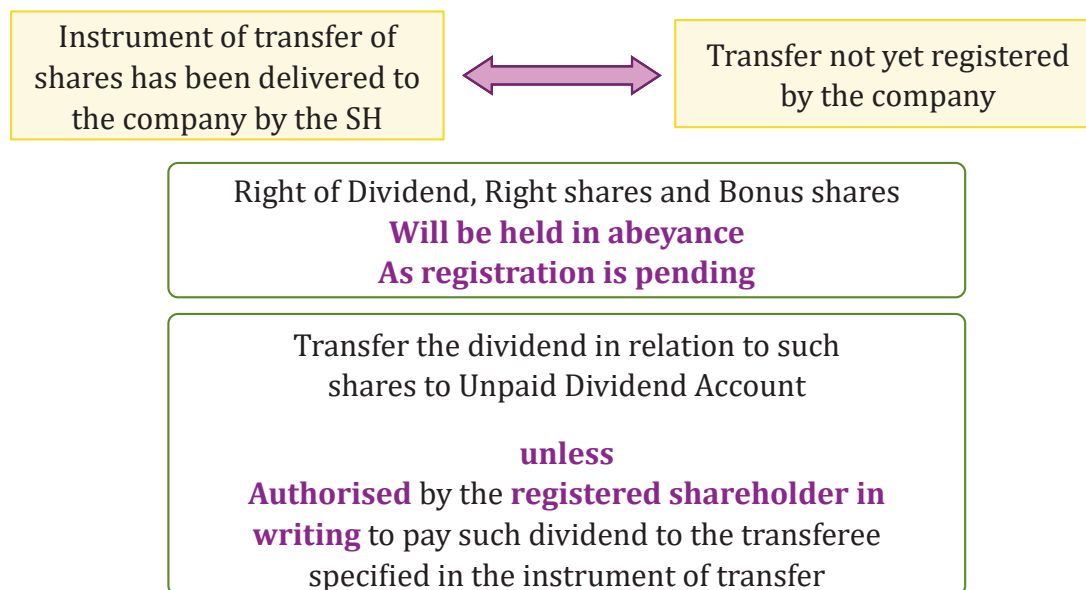 Instrument of transfer of
shares has been delivered to
the company by the SH
Transfer not yet registered
by the company
Right of Dividend, Right shares and Bonus shares
Will be held in abeyance
As registration is pending
Transfer the dividend in relation to such
shares to Unpaid Dividend Account
unless
Authorised by the registered shareholder in
writing to pay such dividend to the transferee
specified in the instrument of transfer